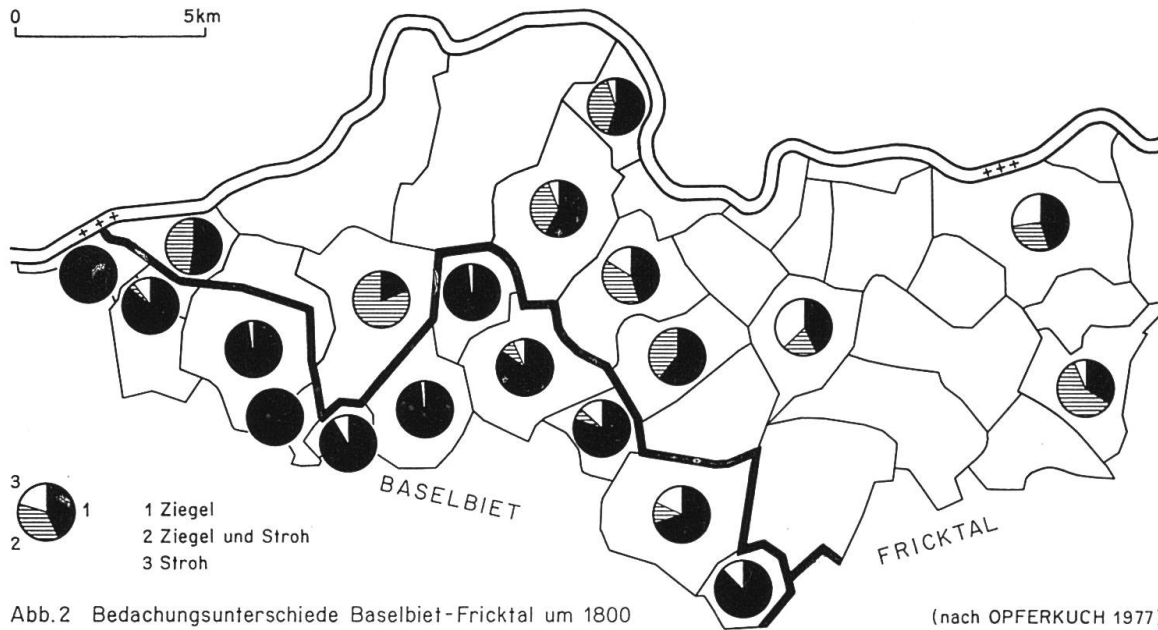 0 5km
BASELBIET
FRICKTAL
3
1
2
1 Ziegel
2 Ziegel und Stroh
3 Stroh
Abb.2 Bedachungsunterschiede Baselbiet-Fricktal um 1800
(nach OPFERKUCH 1977)